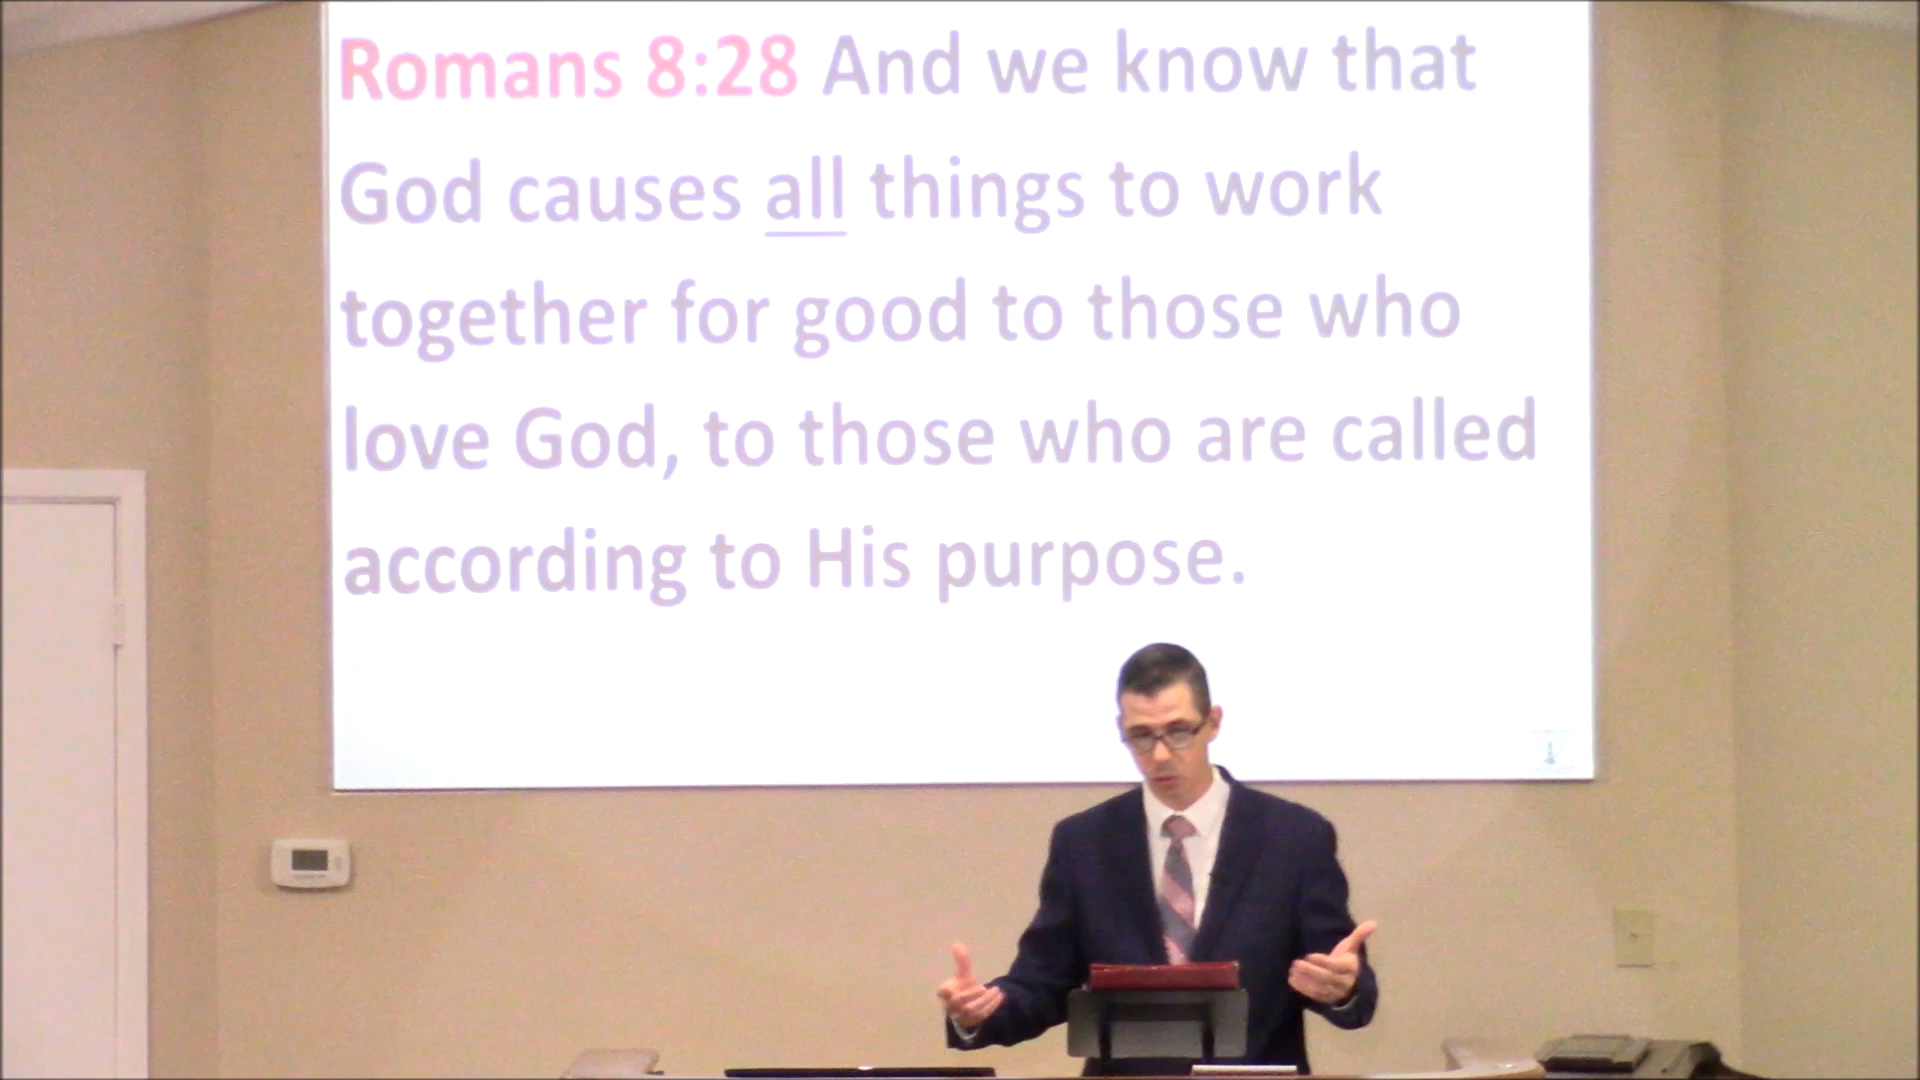 Romans 8:28 And we know that
God causes all things to work
together for good to those who
love God, to those who are called
according to His purpose.